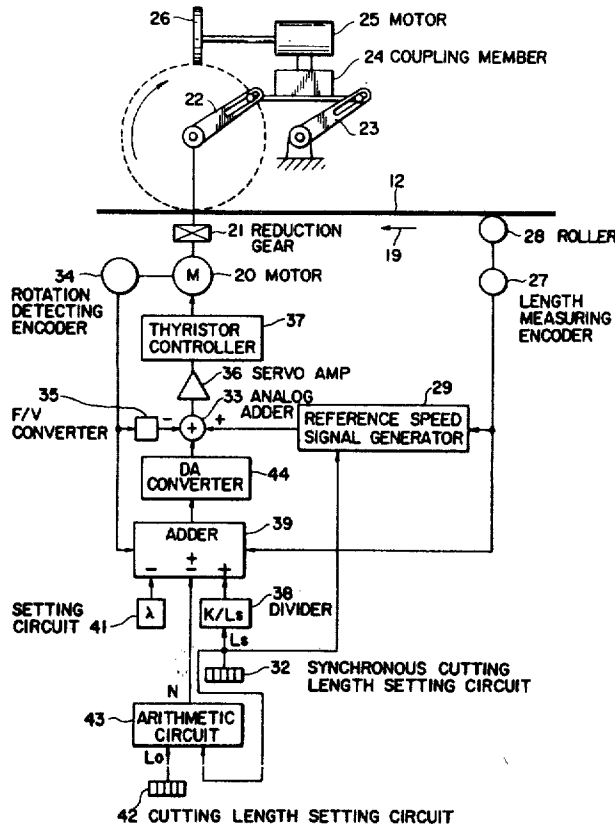 26
25 MOTOR
24 COUPLING MEMBER
22
23
12
21 REDUCTION
GEAR
19
28 ROLLER
34
M
20 MOTOR
27
ROTATION
DETECTING
ENCODER
LENGTH
MEASURING
ENCODER
THYRISTOR
CONTROLLER
37
36 SERVO AMP
35
33 ANALOG
ADDER
29
F/V
CONVERTER
−
+
+
REFERENCE SPEED
SIGNAL GENERATOR
DA
CONVERTER
44
39
ADDER
− ± +
SETTING
CIRCUIT 41
λ
K/Ls
38
DIVIDER
Ls
32 SYNCHRONOUS CUTTING
LENGTH SETTING CIRCUIT
N
43
ARITHMETIC
CIRCUIT
Lo
42 CUTTING LENGTH SETTING CIRCUIT